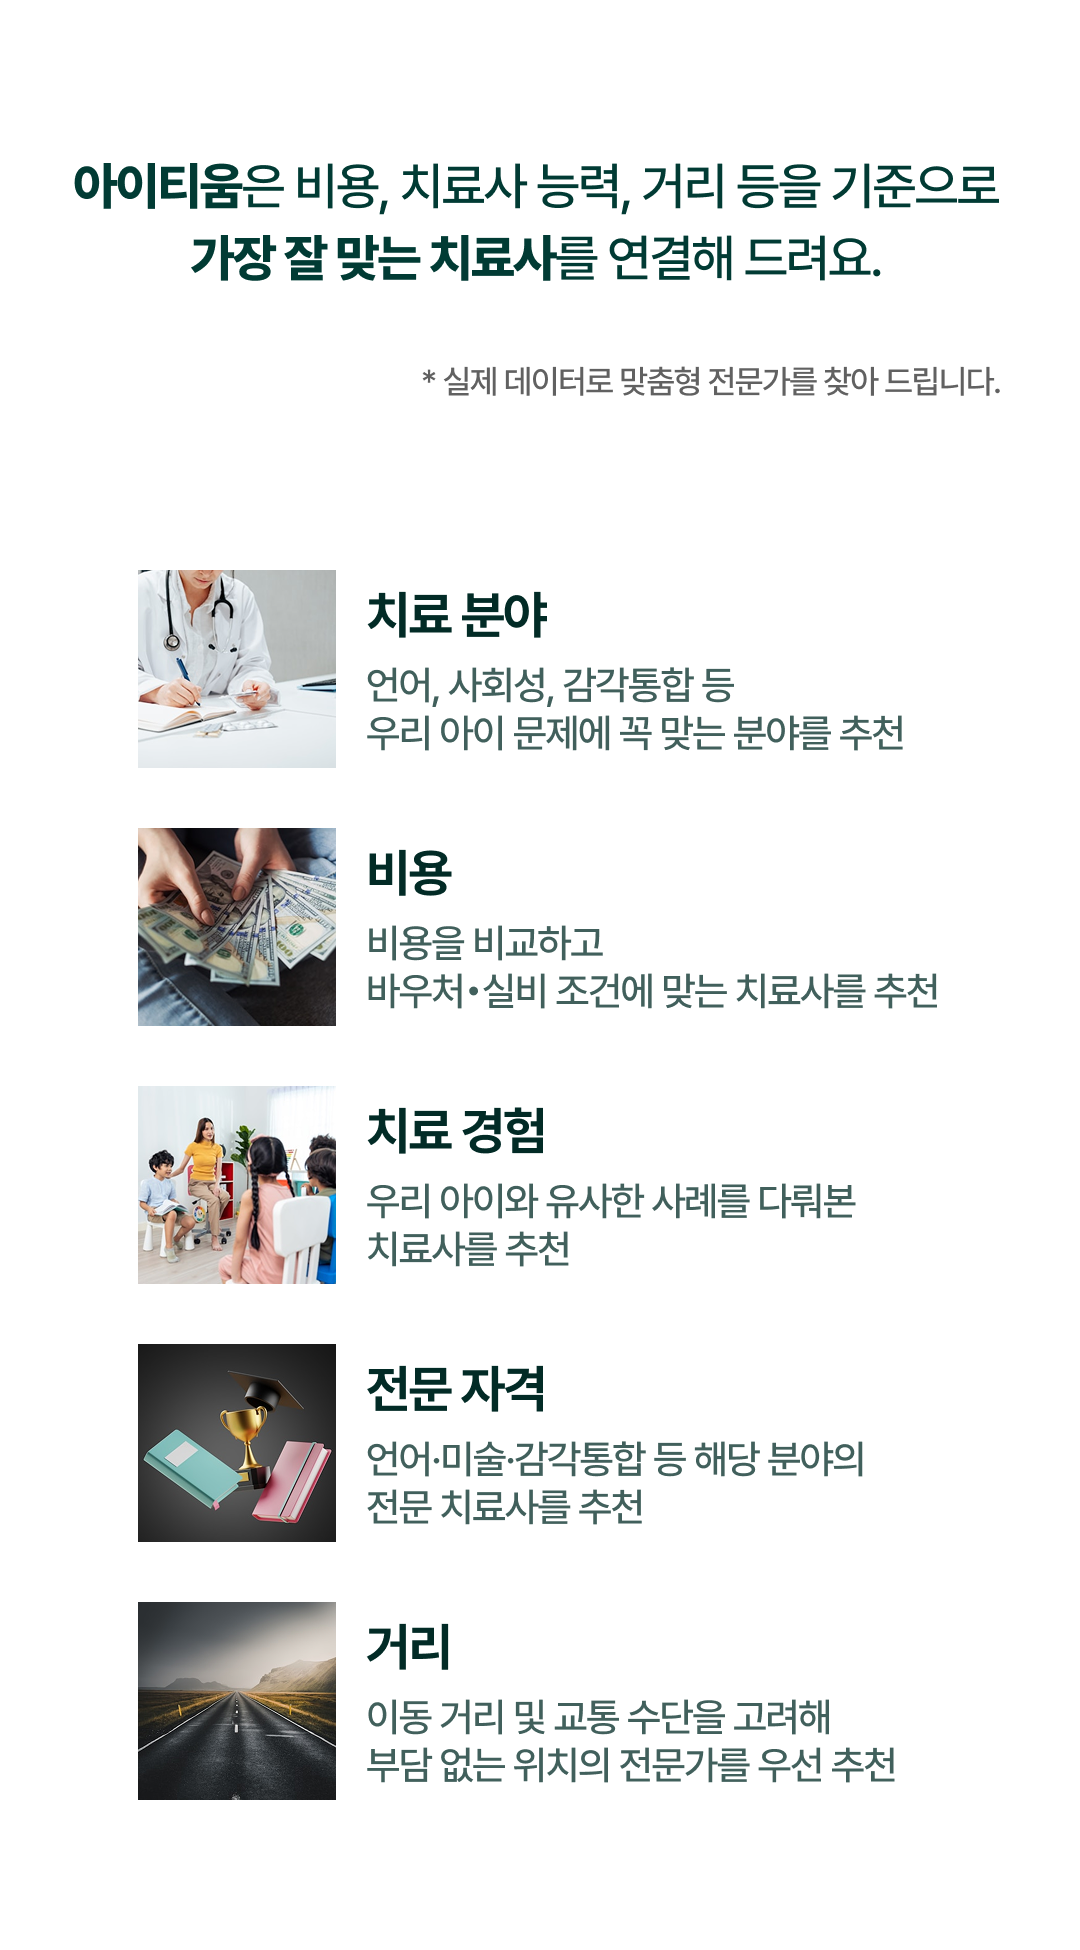 아이티움은 비용, 치료사 능력, 거리 등을 기준으로
가장 잘 맞는 치료사를 연결해 드려요.
* 실제 데이터로 맞춤형 전문가를 찾아 드립니다.
치료 분야
언어, 사회성, 감각통합 등
우리 아이 문제에 꼭 맞는 분야를 추천
비용
비용을 비교하고
바우처•실비 조건에 맞는 치료사를 추천
치료 경험
우리 아이와 유사한 사례를 다뤄본
치료사를 추천
전문 자격
언어·미술·감각통합 등 해당 분야의
전문 치료사를 추천
거리
이동 거리 및 교통 수단을 고려해
부담 없는 위치의 전문가를 우선 추천